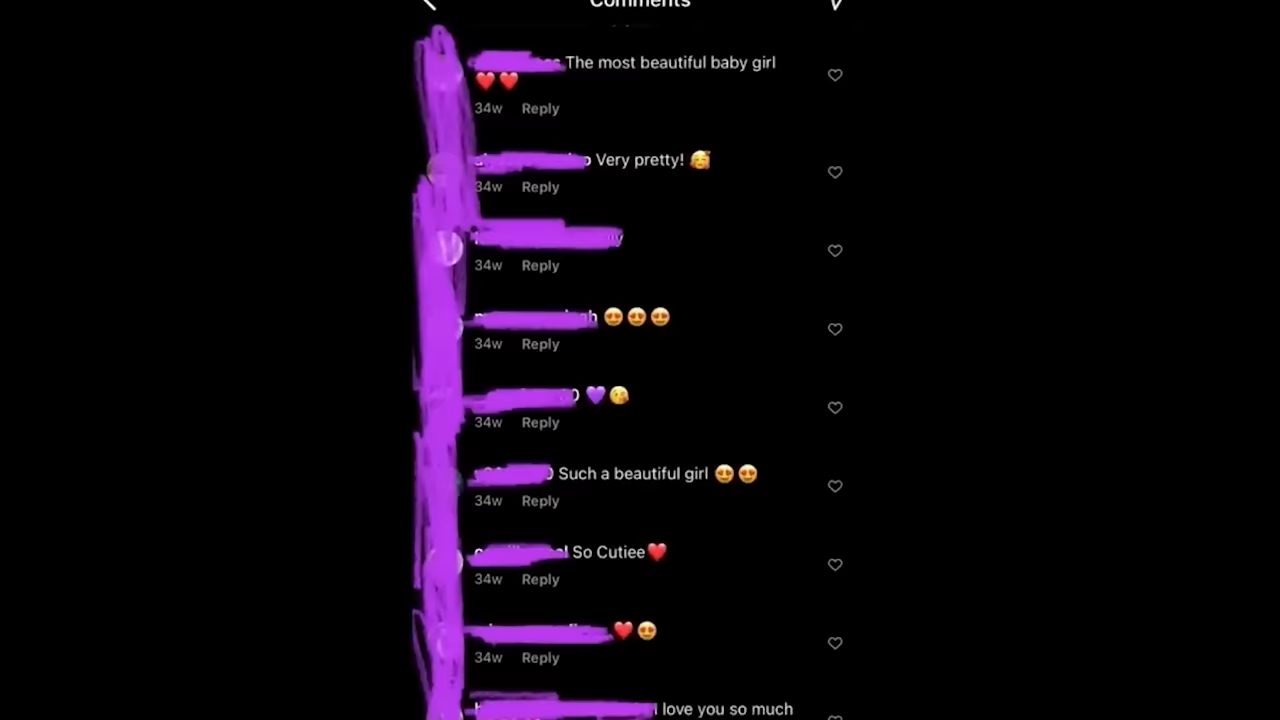 Comments
The most beautiful baby girl
❤️❤️
34w Reply
Very pretty! 🥰
34w Reply
34w Reply
😍😍😍
34w Reply
💜😘
34w Reply
Such a beautiful girl 😍😍
34w Reply
So Cutiee❤️
34w Reply
❤️😍
34w Reply
I love you so much